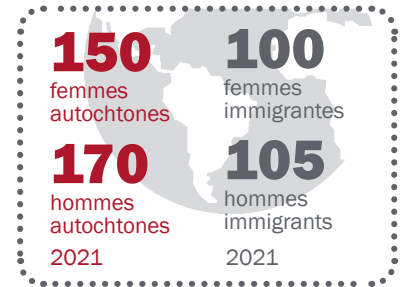 150
femmes
autochtones
170
hommes
autochtones
2021
100
femmes
immigrantes
105
hommes
immigrants
2021